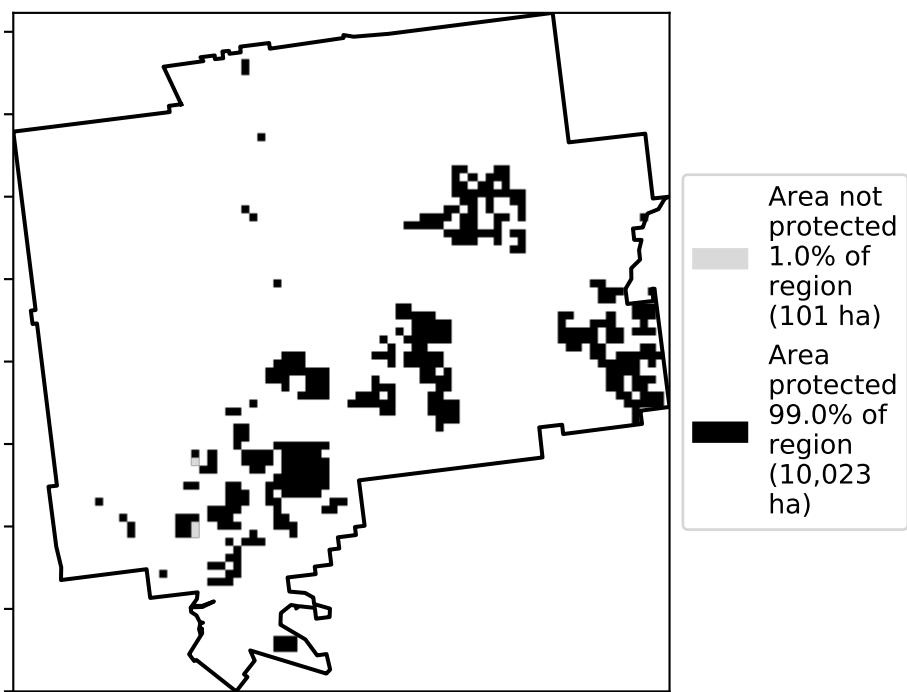 Area not
protected
1.0% of
region
(101 ha)
Area
protected
99.0% of
region
(10,023
ha)